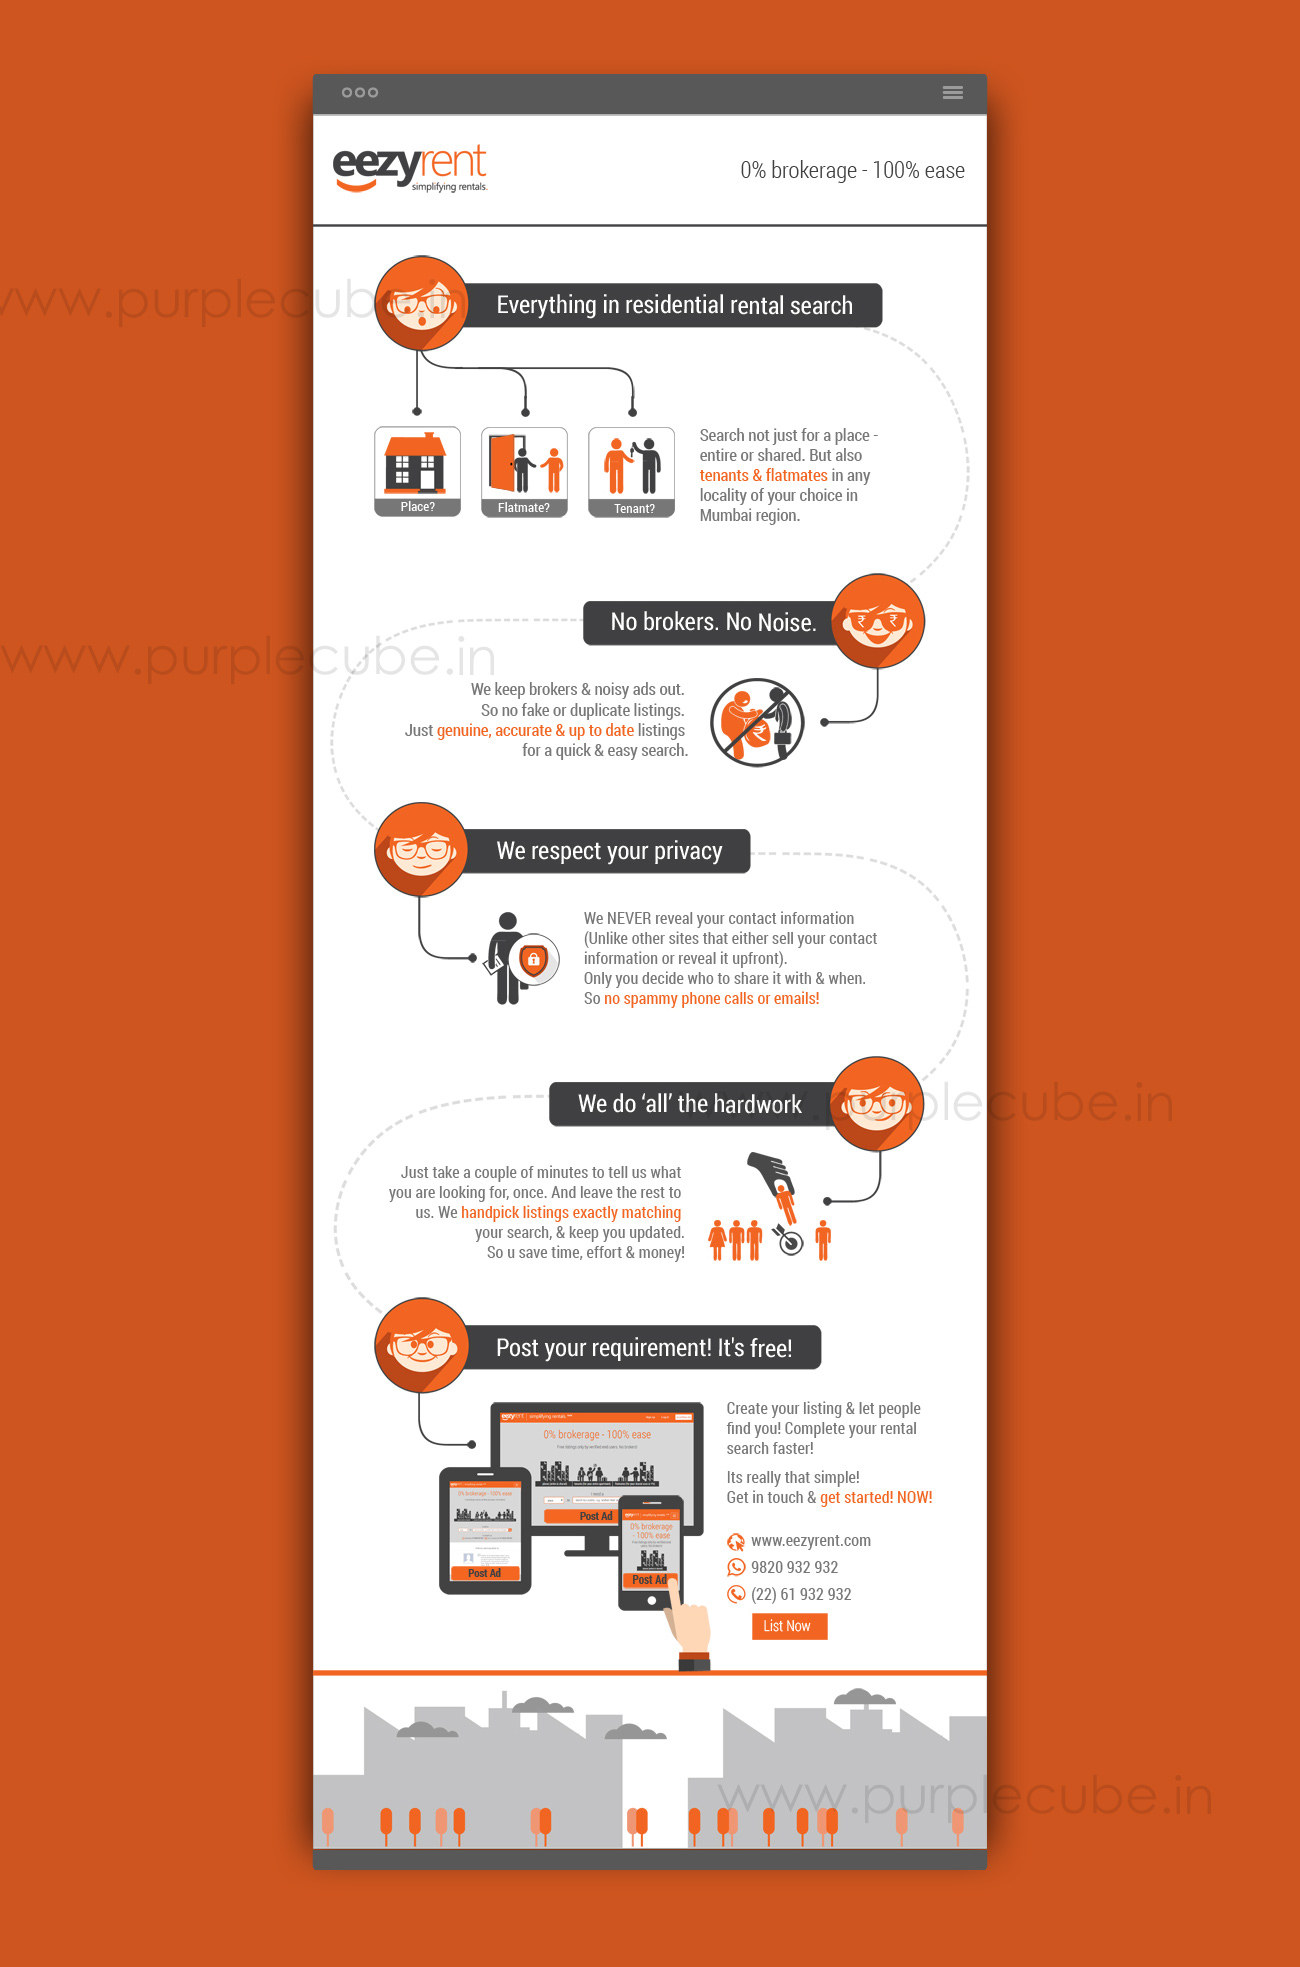 eezyrent
simplifying rentals.
0% brokerage - 100% ease
www.purplecube.in
Everything in residential rental search
Place?
Flatmate?
Tenant?
Search not just for a place -
entire or shared. But also
tenants & flatmates in any
locality of your choice in
Mumbai region.
No brokers. No Noise.
www.purplecube.in
We keep brokers & noisy ads out.
So no fake or duplicate listings.
Just genuine, accurate & up to date listings
for a quick & easy search.
We respect your privacy
We NEVER reveal your contact information
(Unlike other sites that either sell your contact
information or reveal it upfront).
Only you decide who to share it with & when.
So no spammy phone calls or emails!
We do ‘all’ the hardwork
www.purplecube.in
Just take a couple of minutes to tell us what
you are looking for, once. And leave the rest to
us. We handpick listings exactly matching
your search, & keep you updated.
So u save time, effort & money!
Post your requirement! It's free!
eezyrent simplifying rentals.
0% brokerage - 100% ease
Post Ad
0% brokerage - 100% ease
Post Ad
0% brokerage
- 100% ease
Post Ad
Create your listing & let people
find you! Complete your rental
search faster!
Its really that simple!
Get in touch & get started! NOW!
www.eezyrent.com
9820 932 932
(22) 61 932 932
List Now
www.purplecube.in